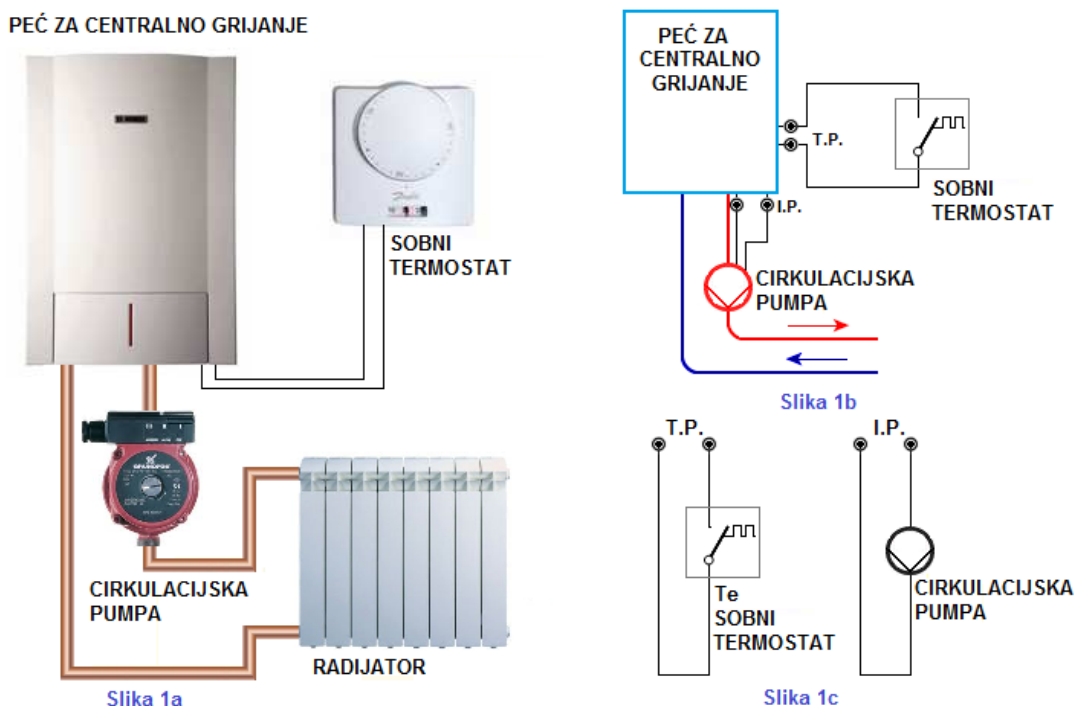 PEĆ ZA CENTRALNO GRIJANJE
SOBNI
TERMOSTAT
CIRKULACIJSKA
PUMPA
RADIJATOR
Slika 1a
PEĆ ZA
CENTRALNO
GRIJANJE
T.P.
I.P.
SOBNI
TERMOSTAT
CIRKULACIJSKA
PUMPA
Slika 1b
T.P.
I.P.
Te
SOBNI
TERMOSTAT
CIRKULACIJSKA
PUMPA
Slika 1c